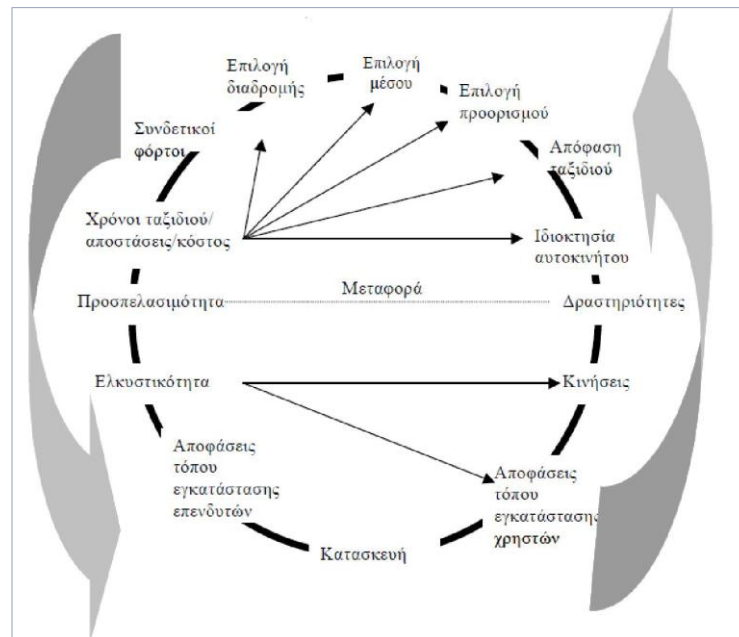 Επιλογή
διαδρομής
Επιλογή
μέσου
Επιλογή
προορισμού
Συνδετικοί
φόρτοι
Απόφαση
ταξιδιού
Χρόνοι ταξιδιού/
αποστάσεις/κόστος
Ιδιοκτησία
αυτοκινήτου
Μεταφορά
Προσπελασιμότητα
Δραστηριότητες
Ελκυστικότητα
Κινήσεις
Αποφάσεις
τόπου
εγκατάστασης
επενδυτών
Αποφάσεις
τόπου
εγκατάστασης
χρηστών
Κατασκευή